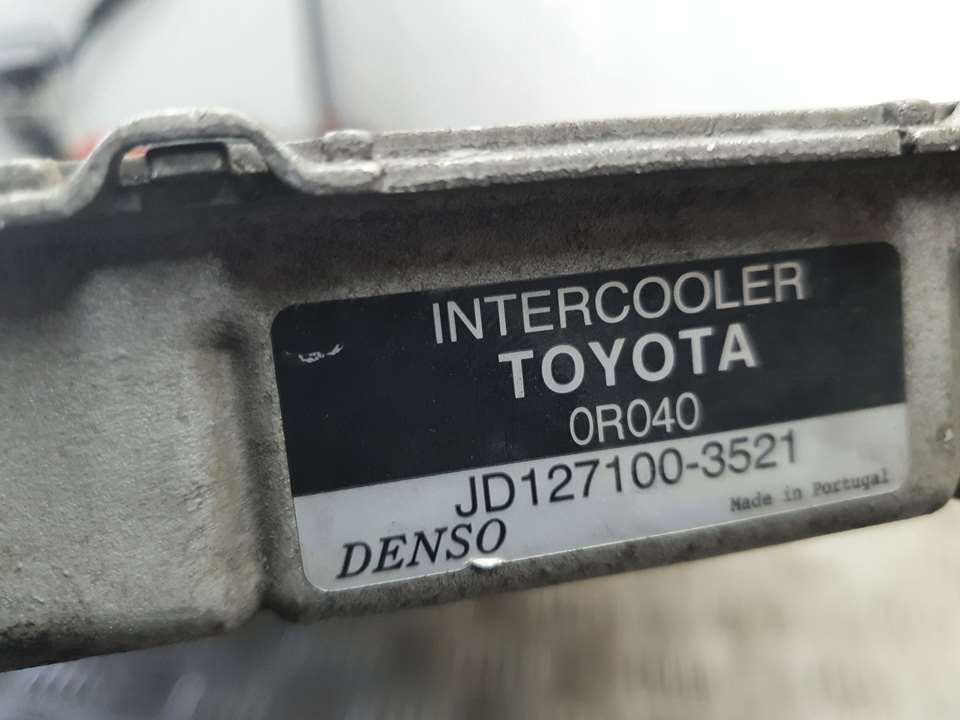 INTERCOOLER
TOYOTA
0R040
JD127100-3521
Made in Portugal
DENSO